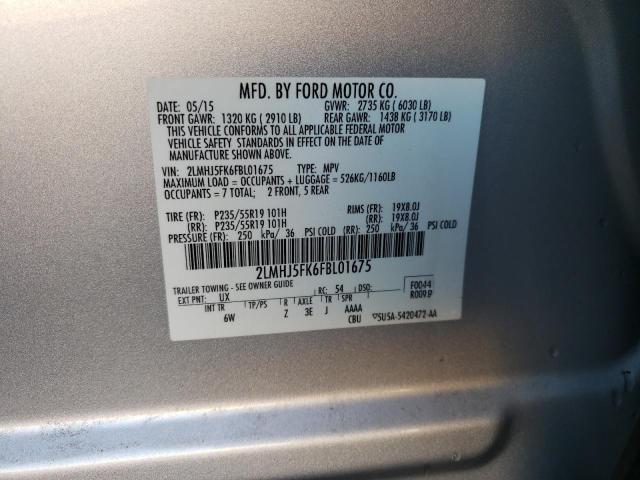 MFD. BY FORD MOTOR CO.
DATE: 05/15 GVWR: 2735 KG ( 6030 LB)
FRONT GAWR: 1320 KG ( 2910 LB) REAR GAWR: 1438 KG ( 3170 LB)
THIS VEHICLE CONFORMS TO ALL APPLICABLE FEDERAL MOTOR
VEHICLE SAFETY STANDARDS IN EFFECT ON THE DATE OF
MANUFACTURE SHOWN ABOVE.
VIN: 2LMHJ5FK6FBL01675 TYPE: MPV
MAXIMUM LOAD = OCCUPANTS + LUGGAGE = 526KG/1160LB
OCCUPANTS = 7 TOTAL; 2 FRONT, 5 REAR
TIRE (FR): P235/55R19 101H RIMS (FR): 19X8.0J
(RR): P235/55R19 101H (RR): 19X8.0J
PRESSURE (FR): 250 kPa/ 36 PSI COLD (RR): 250 kPa/ 36 PSI COLD
2LMHJ5FK6FBL01675
TRAILER TOWING - SEE OWNER GUIDE F0044
EXT PNT: UX RC: 54 DSO: R0099
INT TR TP/PS R AXLE TR SPR
6W Z 3E J AAAA
CBU 5U5A-5420472-AA